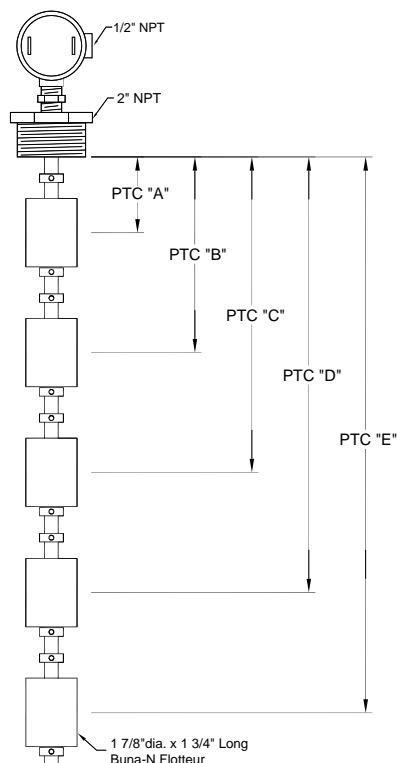 1/2" NPT
2" NPT
PTC "A"
PTC "B"
PTC "C"
PTC "D"
PTC "E"
1 7/8"dia. x 1 3/4" Long
Buna-N Flotteur